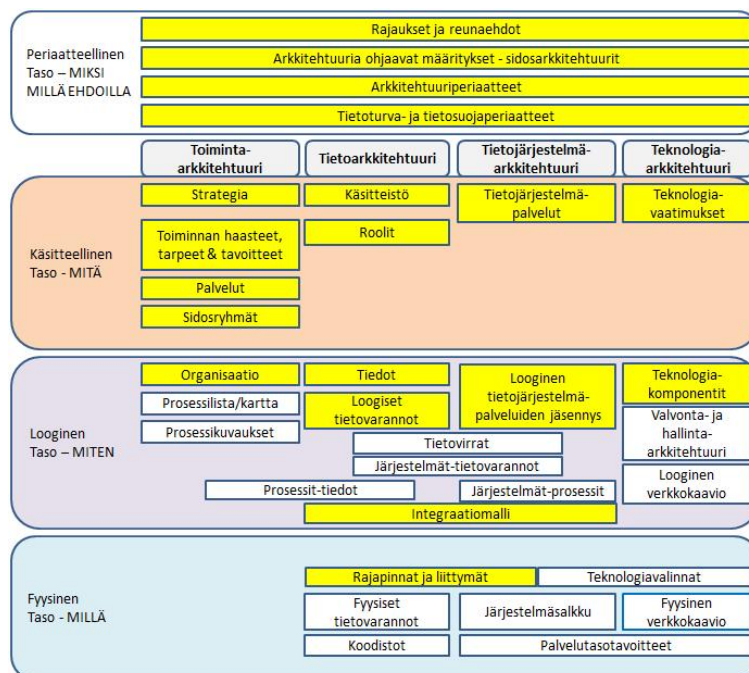 Periaatteellinen
Taso – MIKSI
MILLÄ EHDOILLA
Rajaukset ja reunaehdot
Arkkitehtuuria ohjaavat määritykset - sidosarkkitehtuurit
Arkkitehtuuriperiaatteet
Tietoturva- ja tietosuojaperiaatteet
Toiminta-
arkkitehtuuri
Tietoarkkitehtuuri
Tietojärjestelmä-
arkkitehtuuri
Teknologia-
arkkitehtuuri
Käsitteellinen
Taso - MITÄ
Strategia
Käsitteistö
Tietojärjestelmä-
palvelut
Teknologia-
vaatimukset
Toiminnan haasteet,
tarpeet & tavoitteet
Roolit
Palvelut
Sidosryhmät
Looginen
Taso – MITEN
Organisaatio
Tiedot
Looginen
tietojärjestelmä-
palveluiden jäsennys
Teknologia-
komponentit
Prosessilista/kartta
Loogiset
tietovarannot
Valvonta- ja
hallinta-
arkkitehtuuri
Prosessikuvaukset
Tietovirrat
Järjestelmät-tietovarannot
Looginen
verkkokaavio
Prosessit-tiedot
Järjestelmät-prosessit
Integraatiomalli
Fyysinen
Taso - MILLÄ
Rajapinnat ja liittymät
Teknologiavalinnat
Fyysiset
tietovarannot
Järjestelmäsalkku
Fyysinen
verkkokaavio
Koodistot
Palvelutasotavoitteet